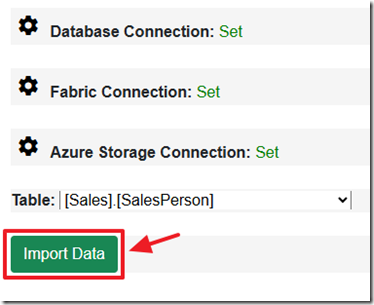 Database Connection: Set
Fabric Connection: Set
Azure Storage Connection: Set
Table: [Sales].[SalesPerson]
Import Data